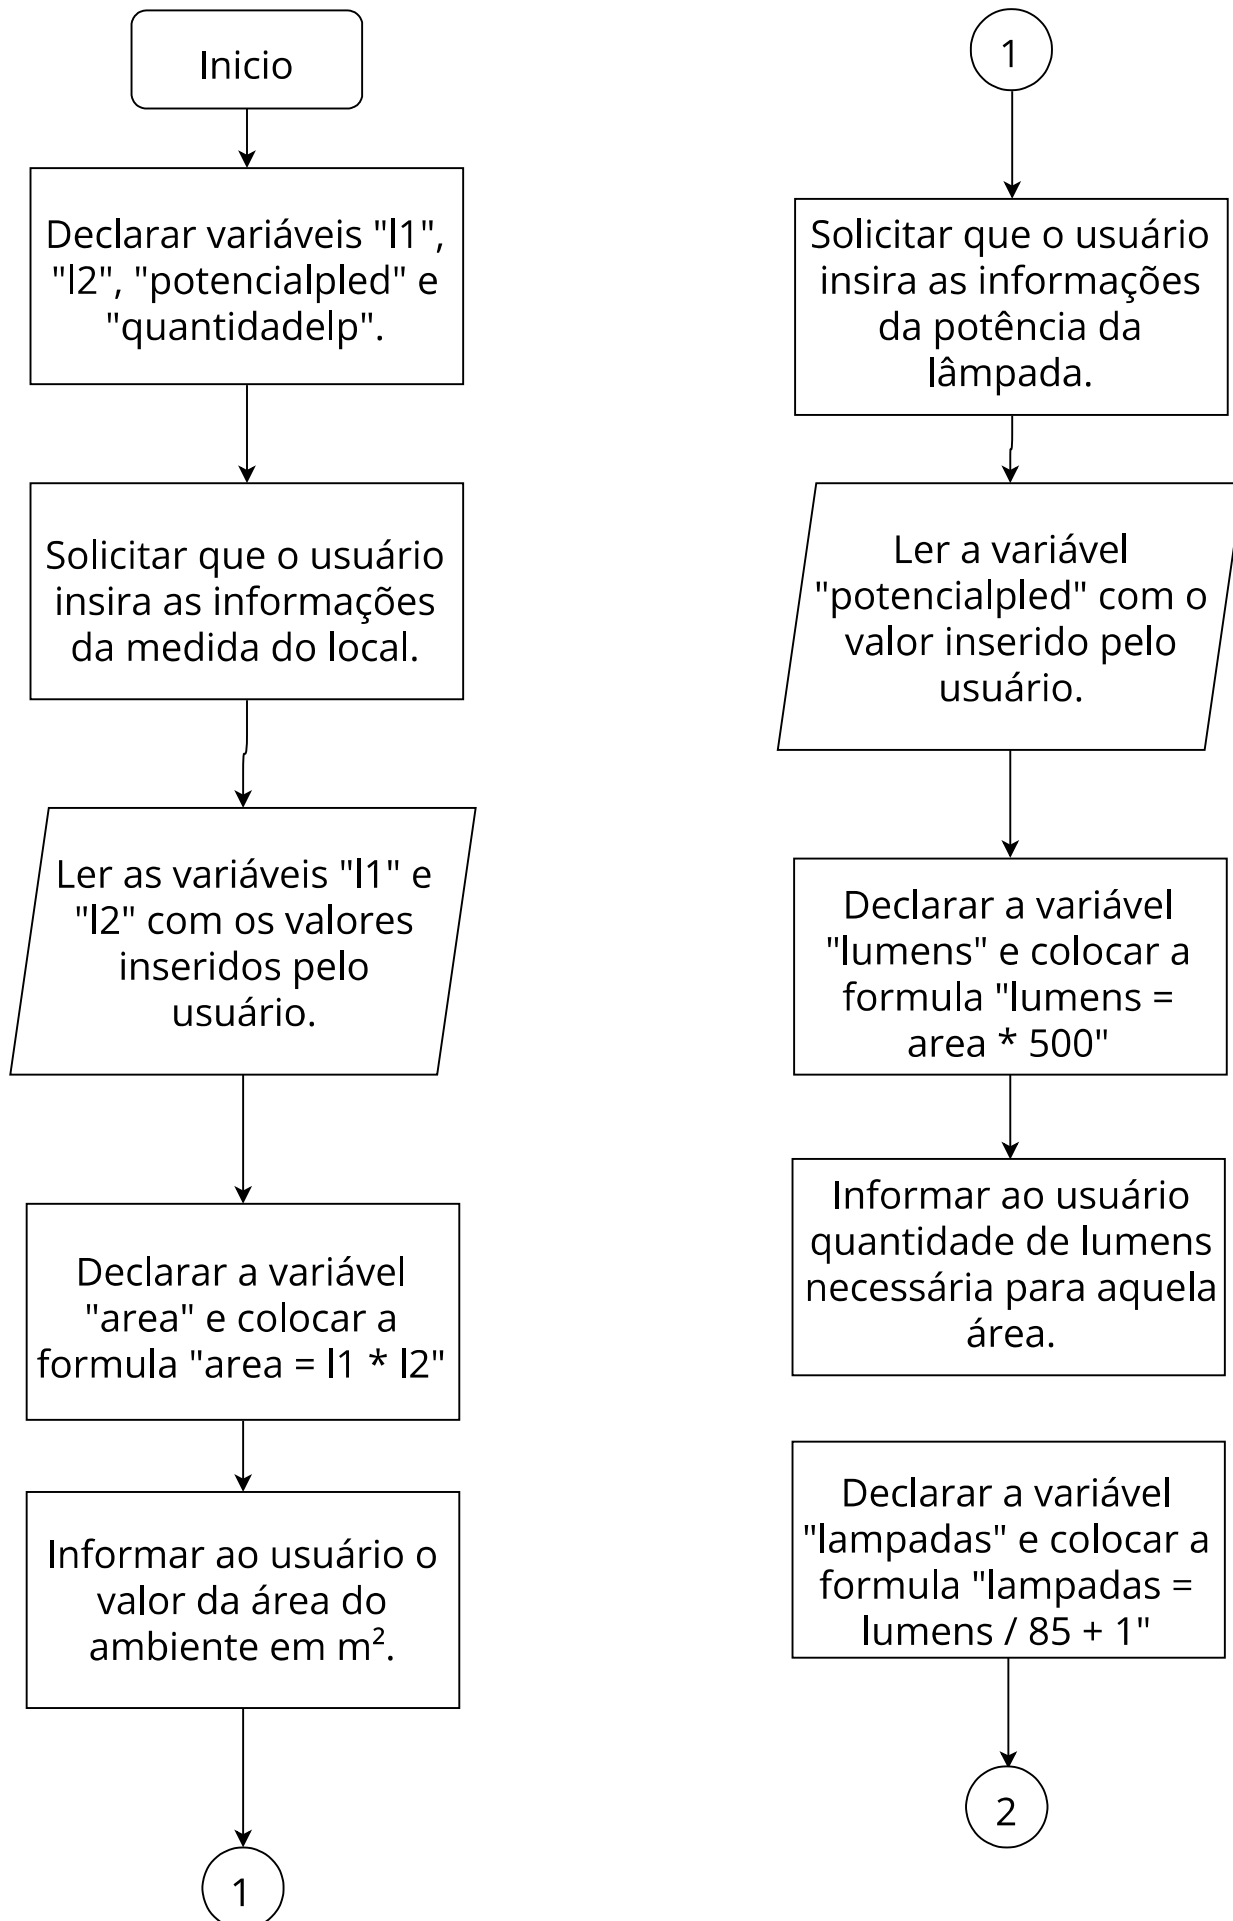 Inicio
Declarar variáveis "l1",
"l2", "potencialpled" e
"quantidadelp".
Solicitar que o usuário
insira as informações
da medida do local.
Ler as variáveis "l1" e
"l2" com os valores
inseridos pelo
usuário.
Declarar a variável
"area" e colocar a
formula "area = l1 * l2"
Informar ao usuário o
valor da área do
ambiente em m².
1
1
Solicitar que o usuário
insira as informações
da potência da
lâmpada.
Ler a variável
"potencialpled" com o
valor inserido pelo
usuário.
Declarar a variável
"lumens" e colocar a
formula "lumens =
area * 500"
Informar ao usuário
quantidade de lumens
necessária para aquela
área.
Declarar a variável
"lampadas" e colocar a
formula "lampadas =
lumens / 85 + 1"
2